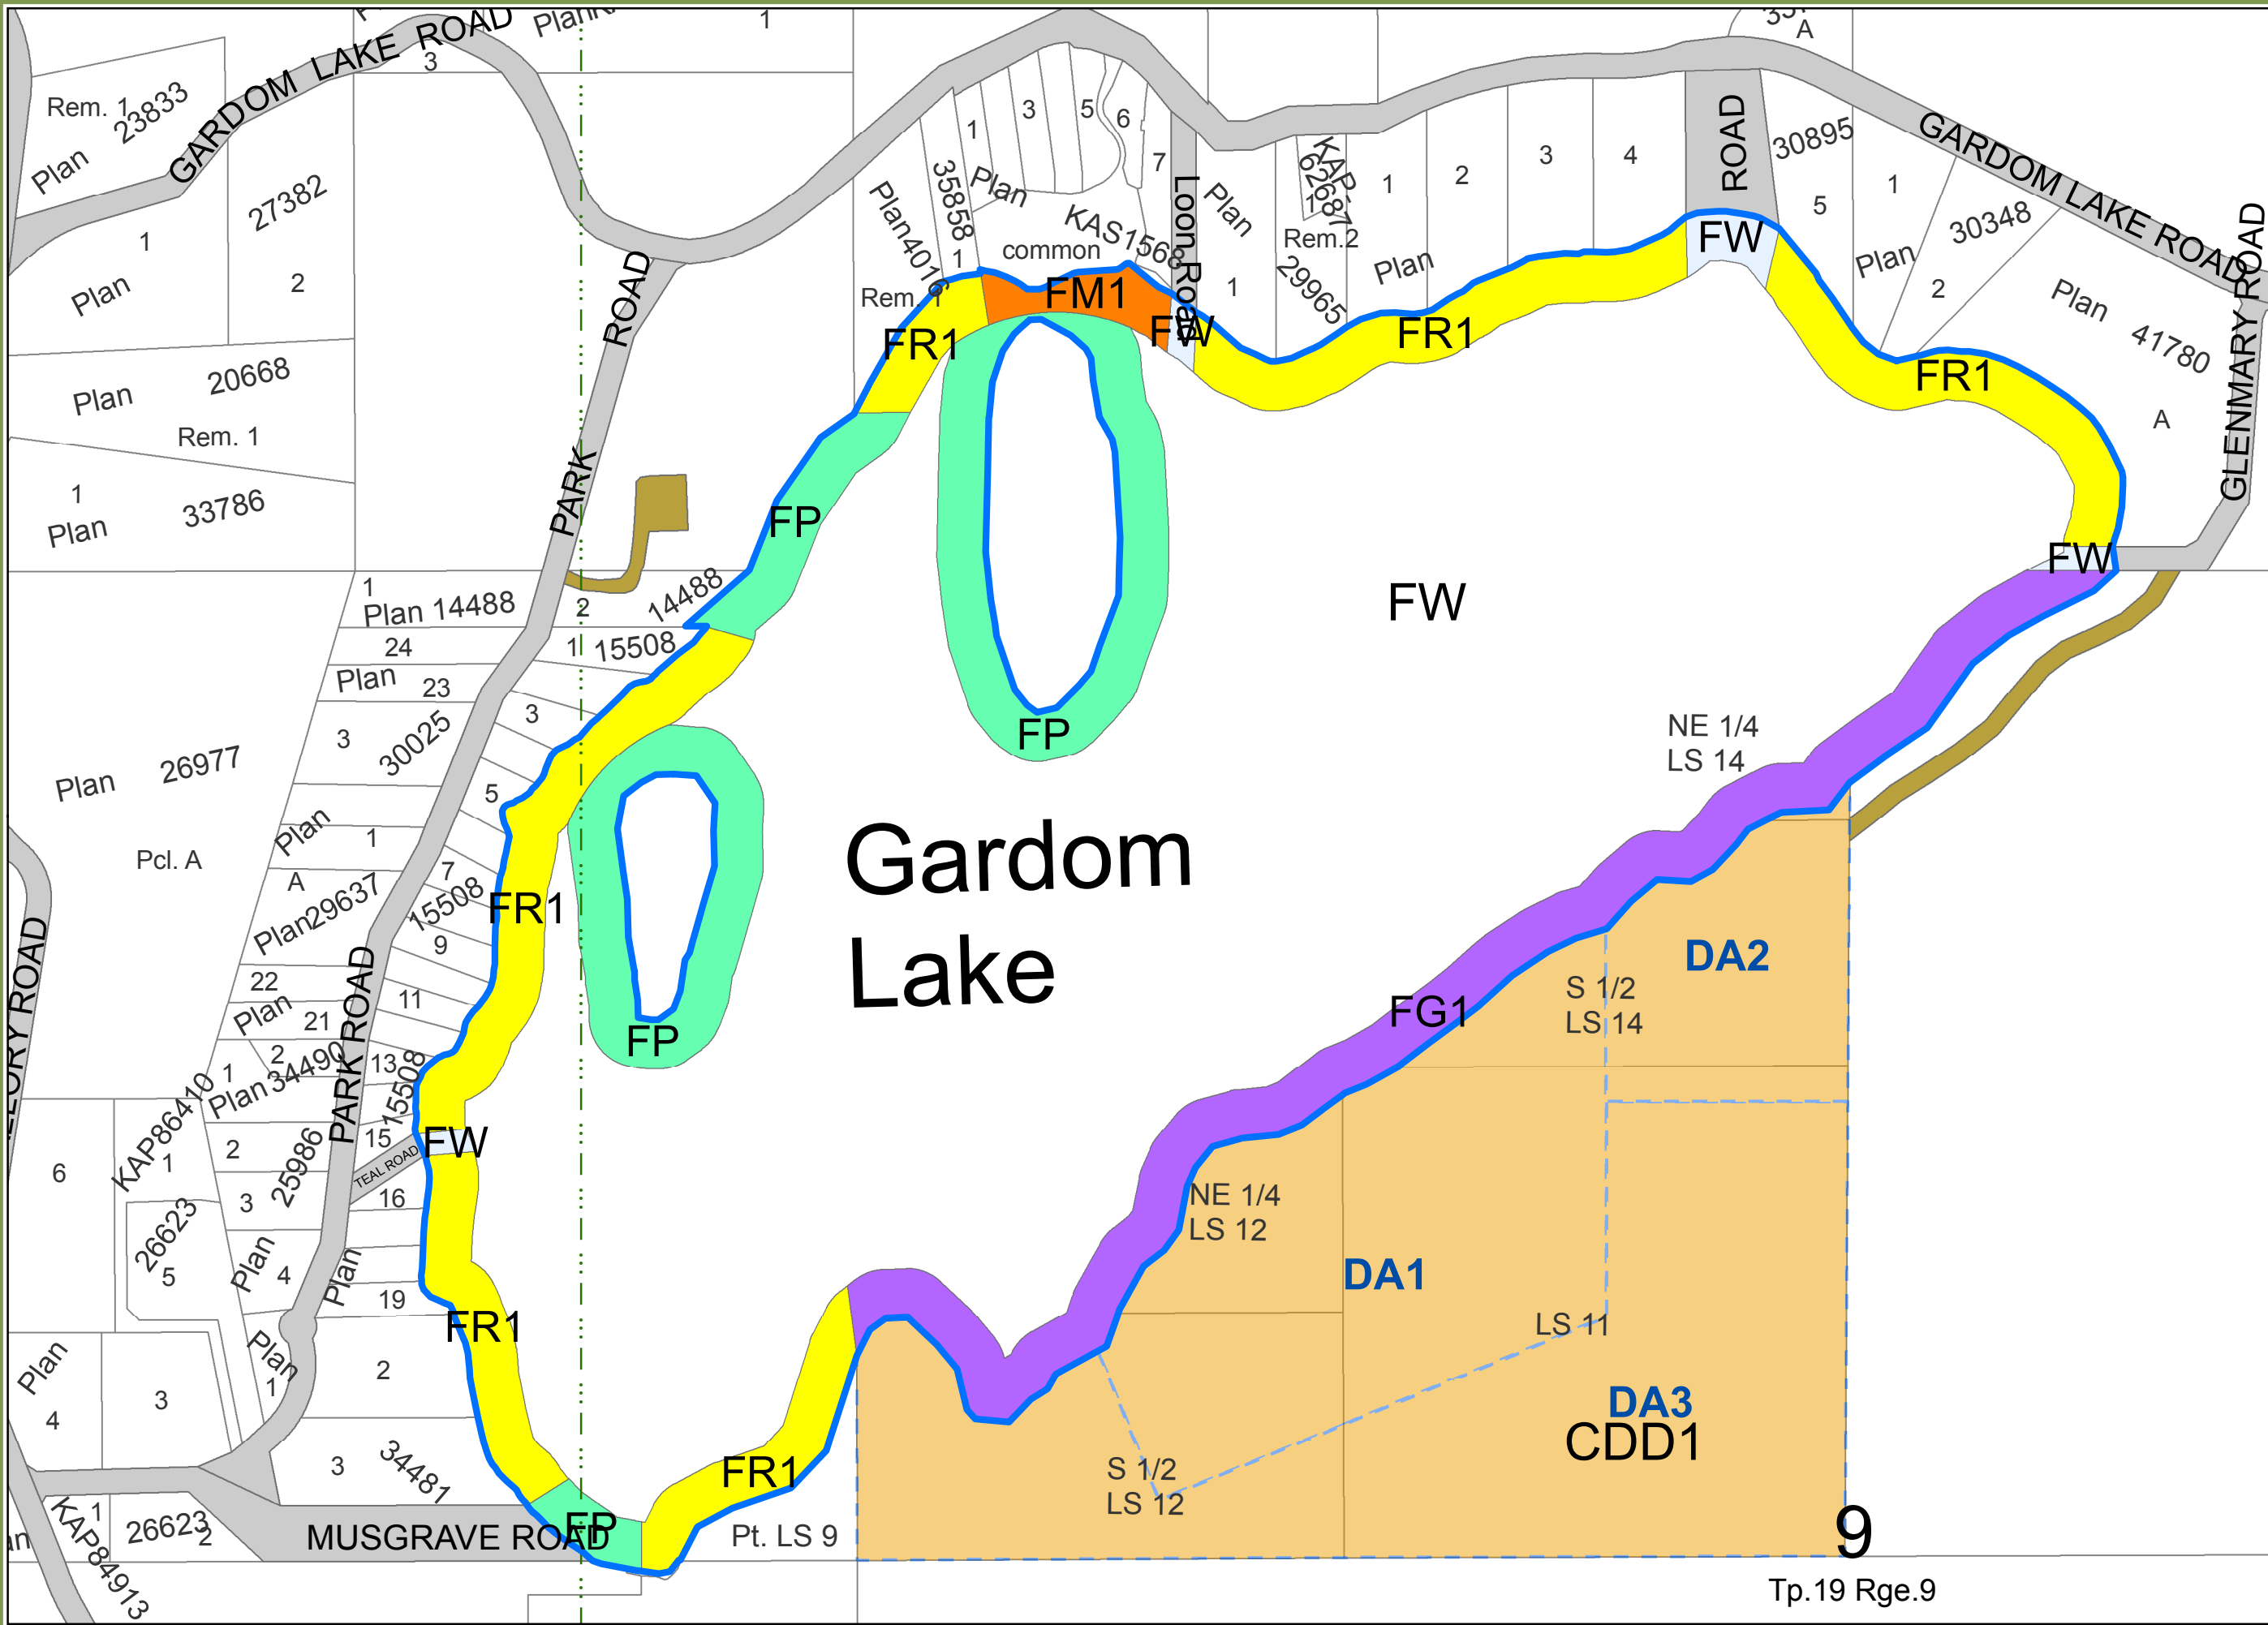 GARDOM LAKE ROAD
1
3
A
Rem. 1
Plan 23833
1
Plan
27382
2
Plan 20668
Rem. 1
1
Plan 33786
PARK ROAD
1
3
5
6
7
Plan
35858
1
KAS1568
common
Plan 4016
Rem. 1
Loon Road
Plan
1
KAP
62687
1
Rem.2
29965
1
2
3
4
Plan
ROAD
30895
5
1
Plan 30348
2
GARDOM LAKE ROAD
Plan 41780
A
GLENMARY ROAD
FR1
FM1
FW
FR1
FW
FR1
FW
FP
FP
FW
1
Plan 14488
2
14488
24
1 15508
Plan 23
3
3 30025
5
Plan 26977
Pcl. A
Plan
1
A
7
15508
Plan 29637
9
22
11
Plan
21
2
13
1
Plan 34490
15508
PARK ROAD
FR1
FP
Gardom
Lake
NE 1/4
LS 14
DA2
S 1/2
LS 14
FG1
KAP86410
6
1
2
25986
15
TEAL ROAD
FW
16
3
26623
5
Plan
4
Plan
19
FR1
NE 1/4
LS 12
DA1
LS 11
DA3
CDD1
Plan
4
3
Plan
1
2
3
34481
FR1
S 1/2
LS 12
KAP84913
1
26623
2
MUSGRAVE ROAD
FP
Pt. LS 9
9
Tp.19 Rge.9